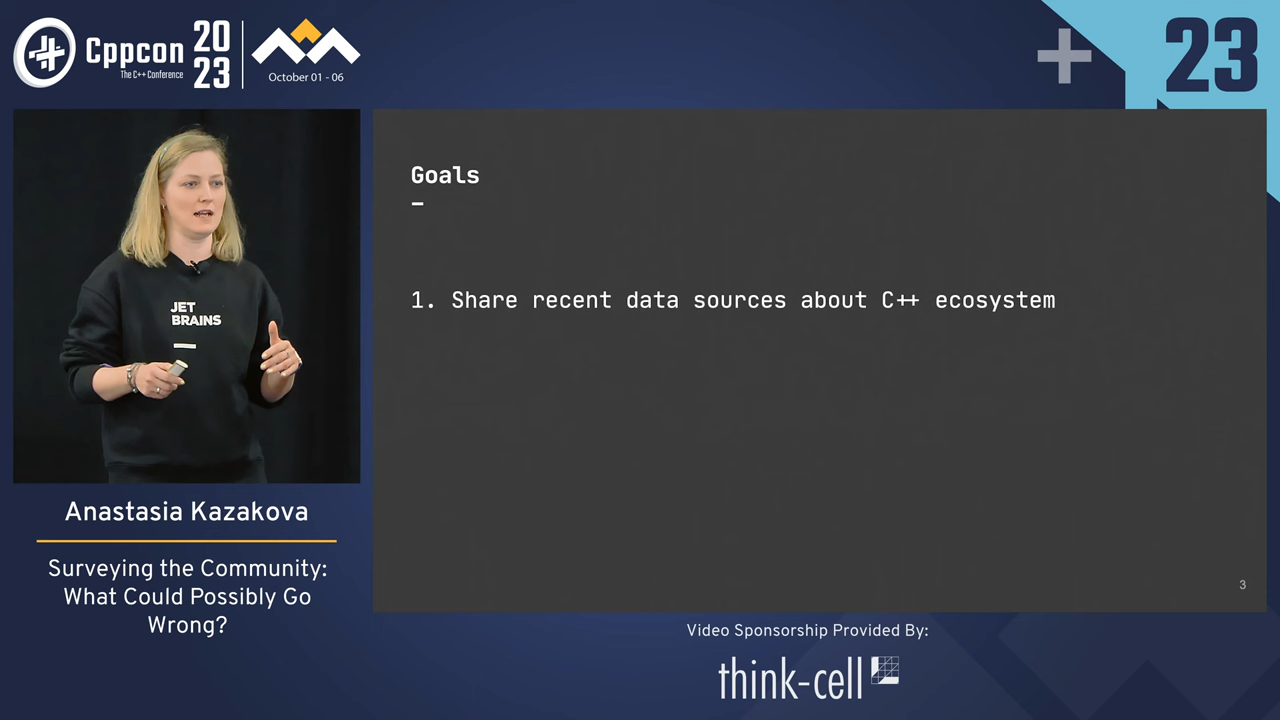 Cppcon
The C++ Conference
20
23
October 01 - 06
23
JET
BRAINS
Goals
1. Share recent data sources about C++ ecosystem
3
Anastasia Kazakova
Surveying the Community:
What Could Possibly Go
Wrong?
Video Sponsorship Provided By:
think-cell